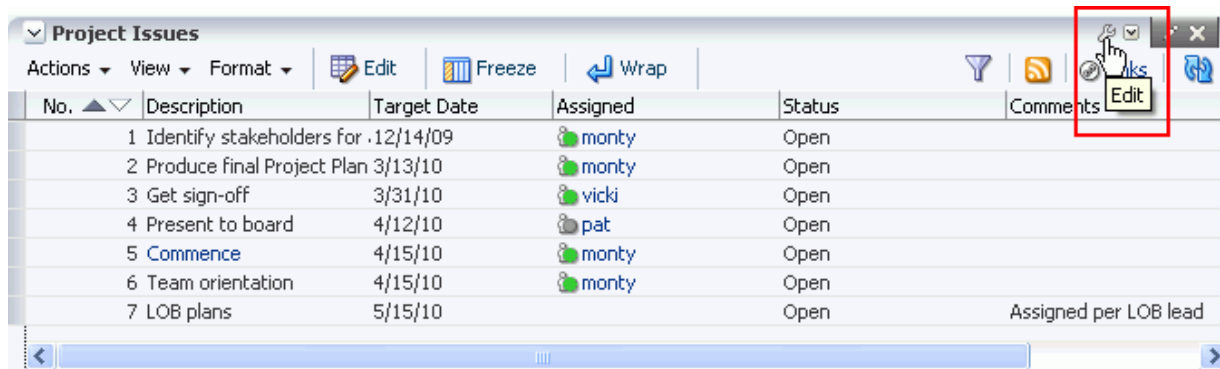 Project Issues
Actions View Format Edit Freeze Wrap
Edit
No. Description Target Date Assigned Status Comments
1 Identify stakeholders for 12/14/09 monty Open
2 Produce final Project Plan 3/13/10 monty Open
3 Get sign-off 3/31/10 vicki Open
4 Present to board 4/12/10 pat Open
5 Commence 4/15/10 monty Open
6 Team orientation 4/15/10 monty Open
7 LOB plans 5/15/10 Open Assigned per LOB lead